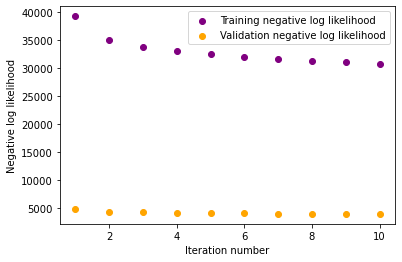 40000
35000
30000
25000
20000
15000
10000
5000
Negative log likelihood
Training negative log likelihood
Validation negative log likelihood
2 4 6 8 10
Iteration number